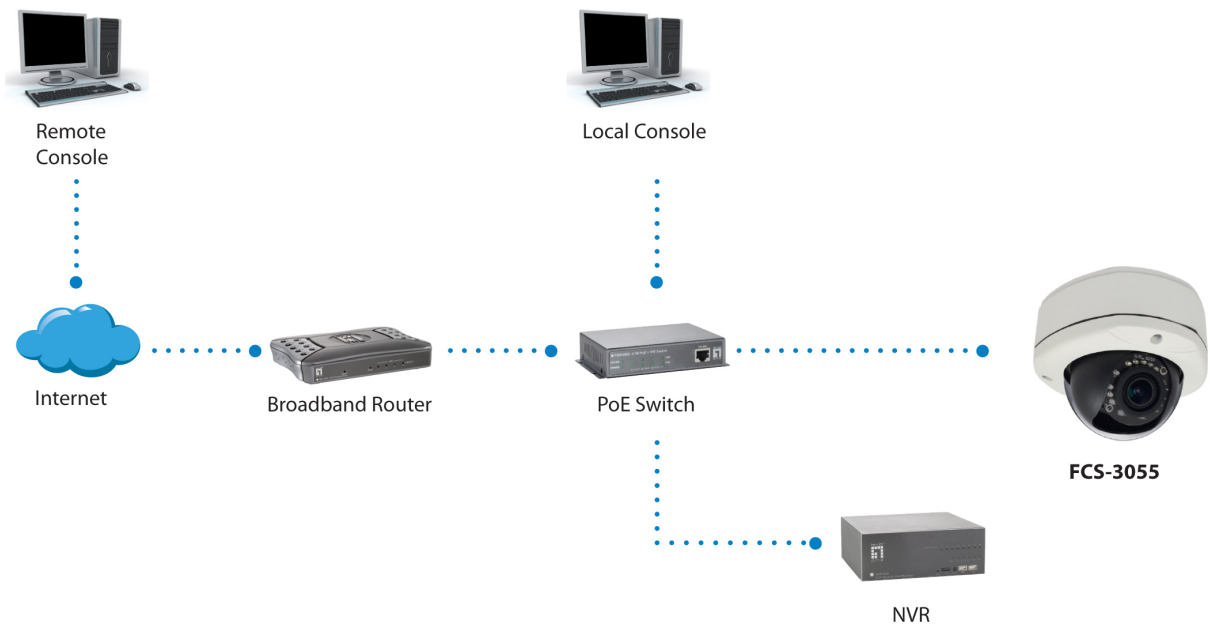 Remote
Console
Local Console
Internet
Broadband Router
PoE Switch
FCS-3055
NVR